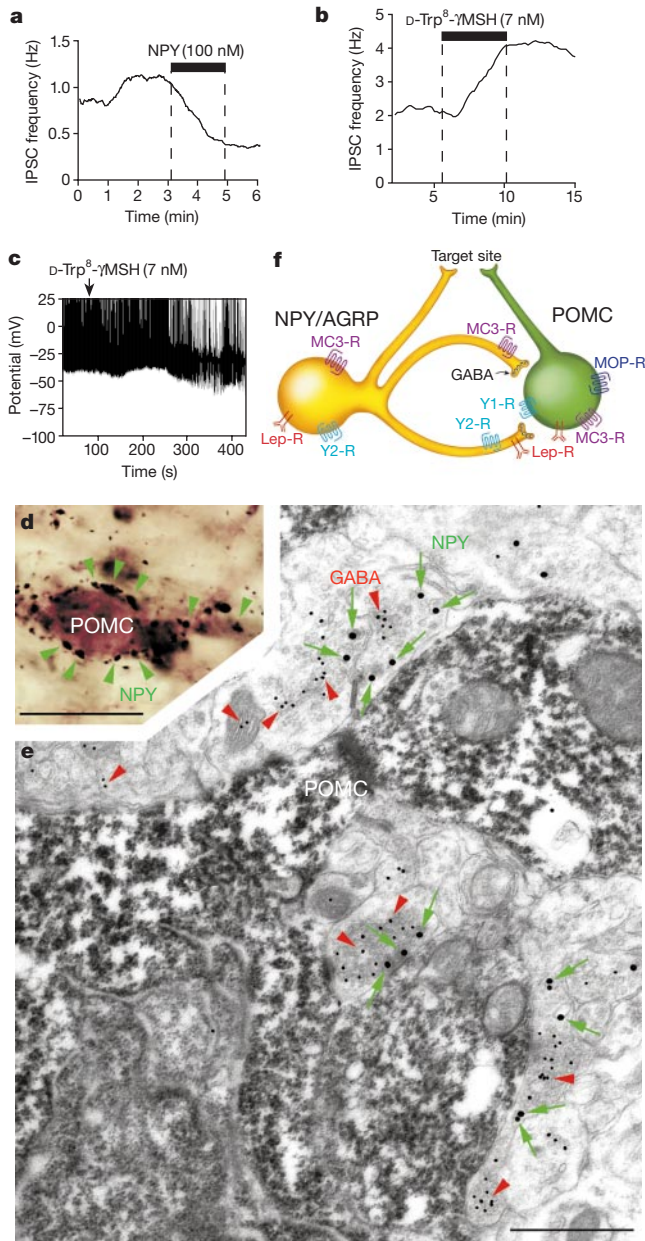 a
NPY (100 nM)
IPSC frequency (Hz)
1.5
1.0
0.5
0
0 1 2 3 4 5 6
Time (min)
b
D-Trp⁸-γMSH (7 nM)
IPSC frequency (Hz)
6
4
2
0
5 10 15
Time (min)
c
D-Trp⁸-γMSH (7 nM)
Potential (mV)
25
0
−25
−50
−75
−100
100 200 300 400
Time (s)
f
Target site
NPY/AGRP
POMC
MC3-R
MC3-R
GABA
MOP-R
Y1-R
Y2-R
MC3-R
Lep-R
Y2-R
Lep-R
d
POMC
NPY
NPY
GABA
e
POMC